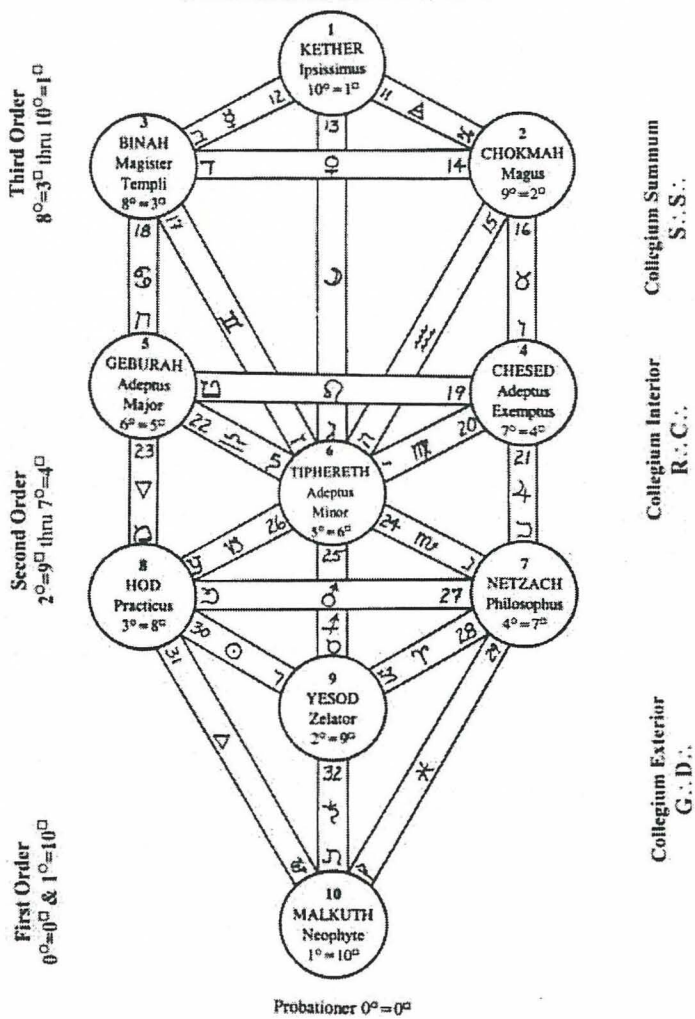 1
KETHER
Ipsissimus
10°=1□
12
13
11
3
BINAH
Magister
Templi
8°=3□
2
CHOKMAH
Magus
9°=2□
14
Third Order
8°=3□ thru 10°=1□
Collegium Summum
S∴S∴
18
17
15
16
5
GEBURAH
Adeptus
Major
6°=5□
4
CHESED
Adeptus
Exemptus
7°=4□
19
22
20
6
TIPHERETH
Adeptus
Minor
5°=6□
23
21
Second Order
2°=9□ thru 7°=4□
Collegium Interior
R∴C∴
26
25
24
8
HOD
Practicus
3°=8□
7
NETZACH
Philosophus
4°=7□
27
30
28
31
29
9
YESOD
Zelator
2°=9□
32
First Order
0°=0□ & 1°=10□
Collegium Exterior
G∴D∴
10
MALKUTH
Neophyte
1°=10□
Probationer 0°=0□